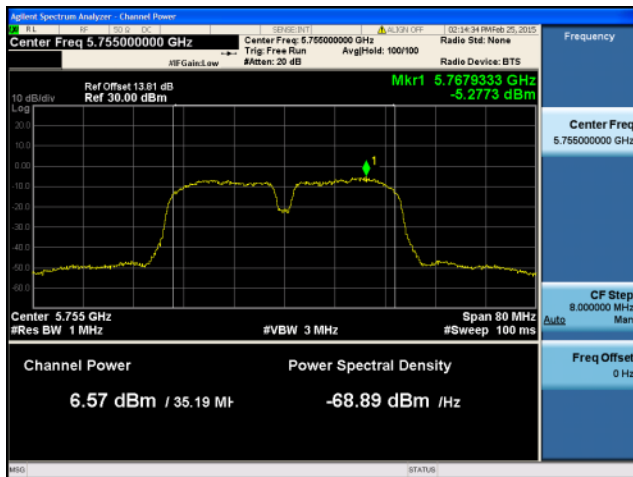 Agilent Spectrum Analyzer - Channel Power
RL RF 50 Ω DC SENSE:INT ALIGN OFF 02:14:34 PM Feb 25, 2015
Center Freq 5.755000000 GHz
Center Freq: 5.755000000 GHz
Radio Std: None
Trig: Free Run Avg|Hold: 100/100
#IFGain:Low #Atten: 20 dB Radio Device: BTS
Mkr1 5.7679333 GHz
-5.2773 dBm
Ref Offset 13.81 dB
10 dB/div Ref 30.00 dBm
Log
20.0
10.0
0.00
-10.0
-20.0
-30.0
-40.0
-50.0
-60.0
1
Center 5.755 GHz Span 80 MHz
#Res BW 1 MHz #VBW 3 MHz #Sweep 100 ms
Channel Power Power Spectral Density
6.57 dBm / 35.19 MH -68.89 dBm /Hz
MSG STATUS
Frequency
Center Freq
5.755000000 GHz
CF Step
8.000000 MHz
Auto Man
Freq Offset
0 Hz